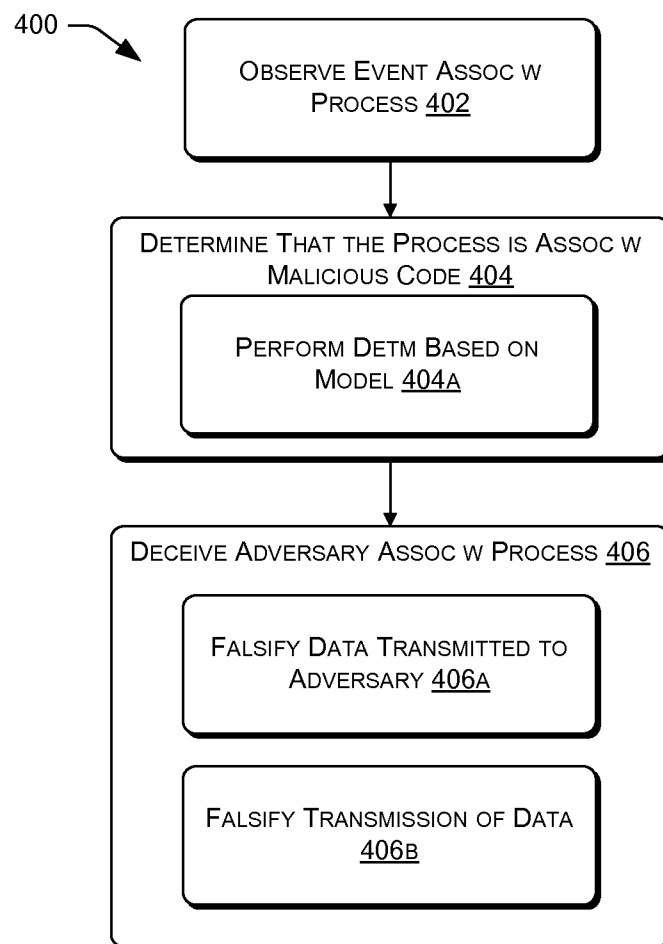 400
OBSERVE EVENT ASSOC W
PROCESS 402
DETERMINE THAT THE PROCESS IS ASSOC W
MALICIOUS CODE 404
PERFORM DETM BASED ON
MODEL 404A
DECEIVE ADVERSARY ASSOC W PROCESS 406
FALSIFY DATA TRANSMITTED TO
ADVERSARY 406A
FALSIFY TRANSMISSION OF DATA
406B